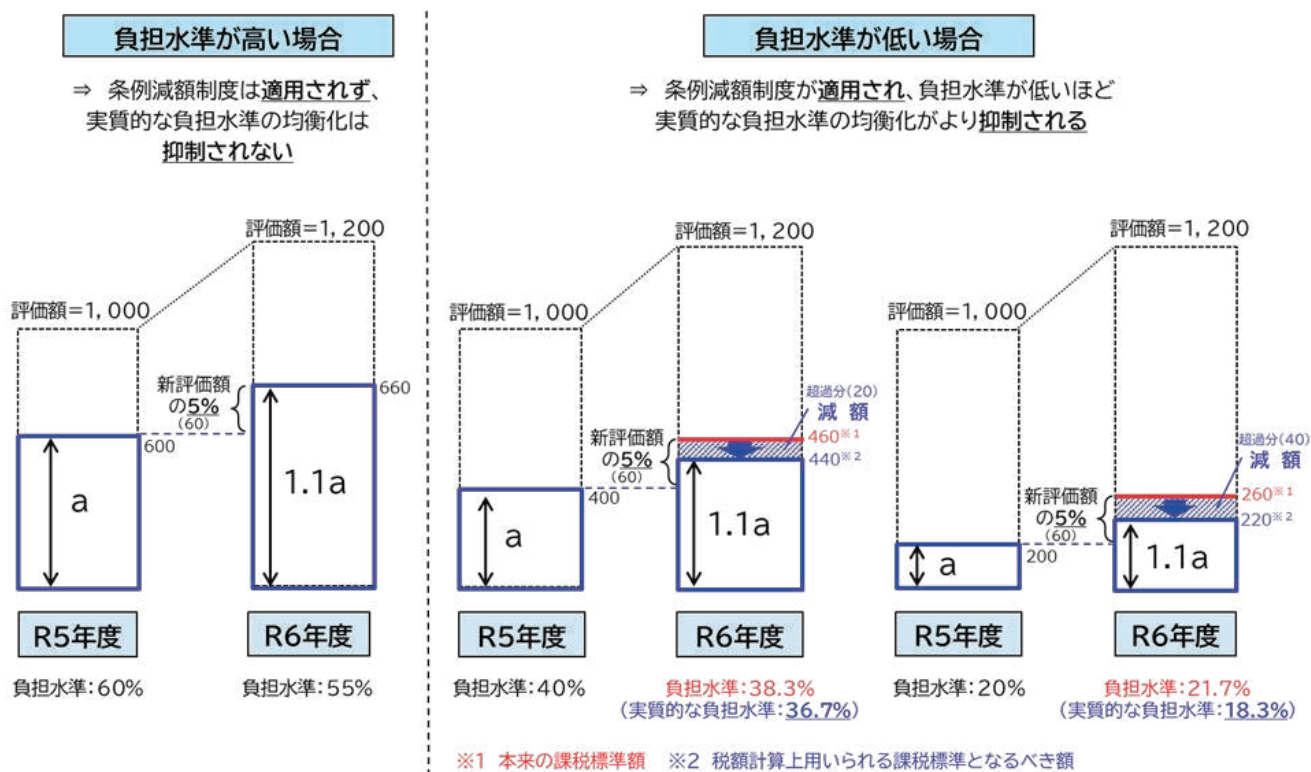 負担水準が高い場合
⇒ 条例減額制度は適用されず、
実質的な負担水準の均衡化は
抑制されない
評価額=1,200
評価額=1,000
新評価額
の5%
(60)
660
600
a
1.1a
R5年度
R6年度
負担水準:60%
負担水準:55%
負担水準が低い場合
⇒ 条例減額制度が適用され、負担水準が低いほど
実質的な負担水準の均衡化がより抑制される
評価額=1,200
評価額=1,000
超過分(20)
減 額
新評価額
の5%
(60)
460※1
440※2
400
a
1.1a
R5年度
R6年度
負担水準:40%
負担水準:38.3%
(実質的な負担水準:36.7%)
評価額=1,200
評価額=1,000
超過分(40)
減 額
新評価額
の5%
(60)
260※1
220※2
200
a
1.1a
R5年度
R6年度
負担水準:20%
負担水準:21.7%
(実質的な負担水準:18.3%)
※1 本来の課税標準額 ※2 税額計算上用いられる課税標準となるべき額